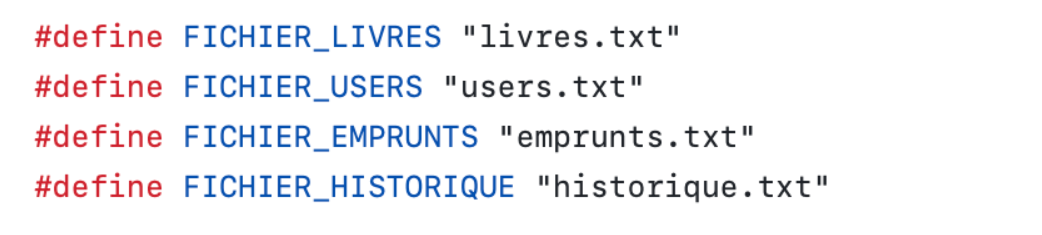 #define FICHIER_LIVRES "livres.txt"
#define FICHIER_USERS "users.txt"
#define FICHIER_EMPRUNTS "emprunts.txt"
#define FICHIER_HISTORIQUE "historique.txt"